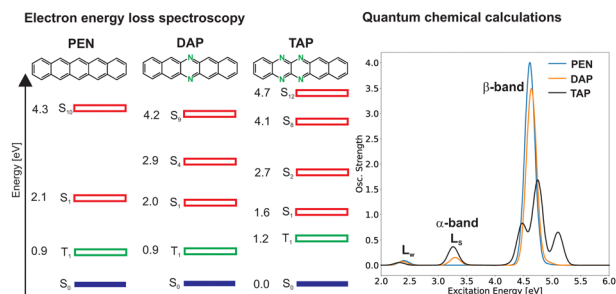 Electron energy loss spectroscopy
Quantum chemical calculations
PEN
DAP
TAP
N
N
N
N
N
N
Energy [eV]
4.3 S10
2.1 S1
0.9 T1
S0
4.2 S9
2.9 S4
2.0 S1
0.9 T1
S0
4.7 S12
4.1 S8
2.7 S2
1.6 S1
1.2 T1
0.0 S0
Osc. Strength
4.0
3.5
3.0
2.5
2.0
1.5
1.0
0.5
0.0
β-band
PEN
DAP
TAP
α-band
Lw
Ls
2.0 2.5 3.0 3.5 4.0 4.5 5.0 5.5 6.0
Excitation Energy [eV]